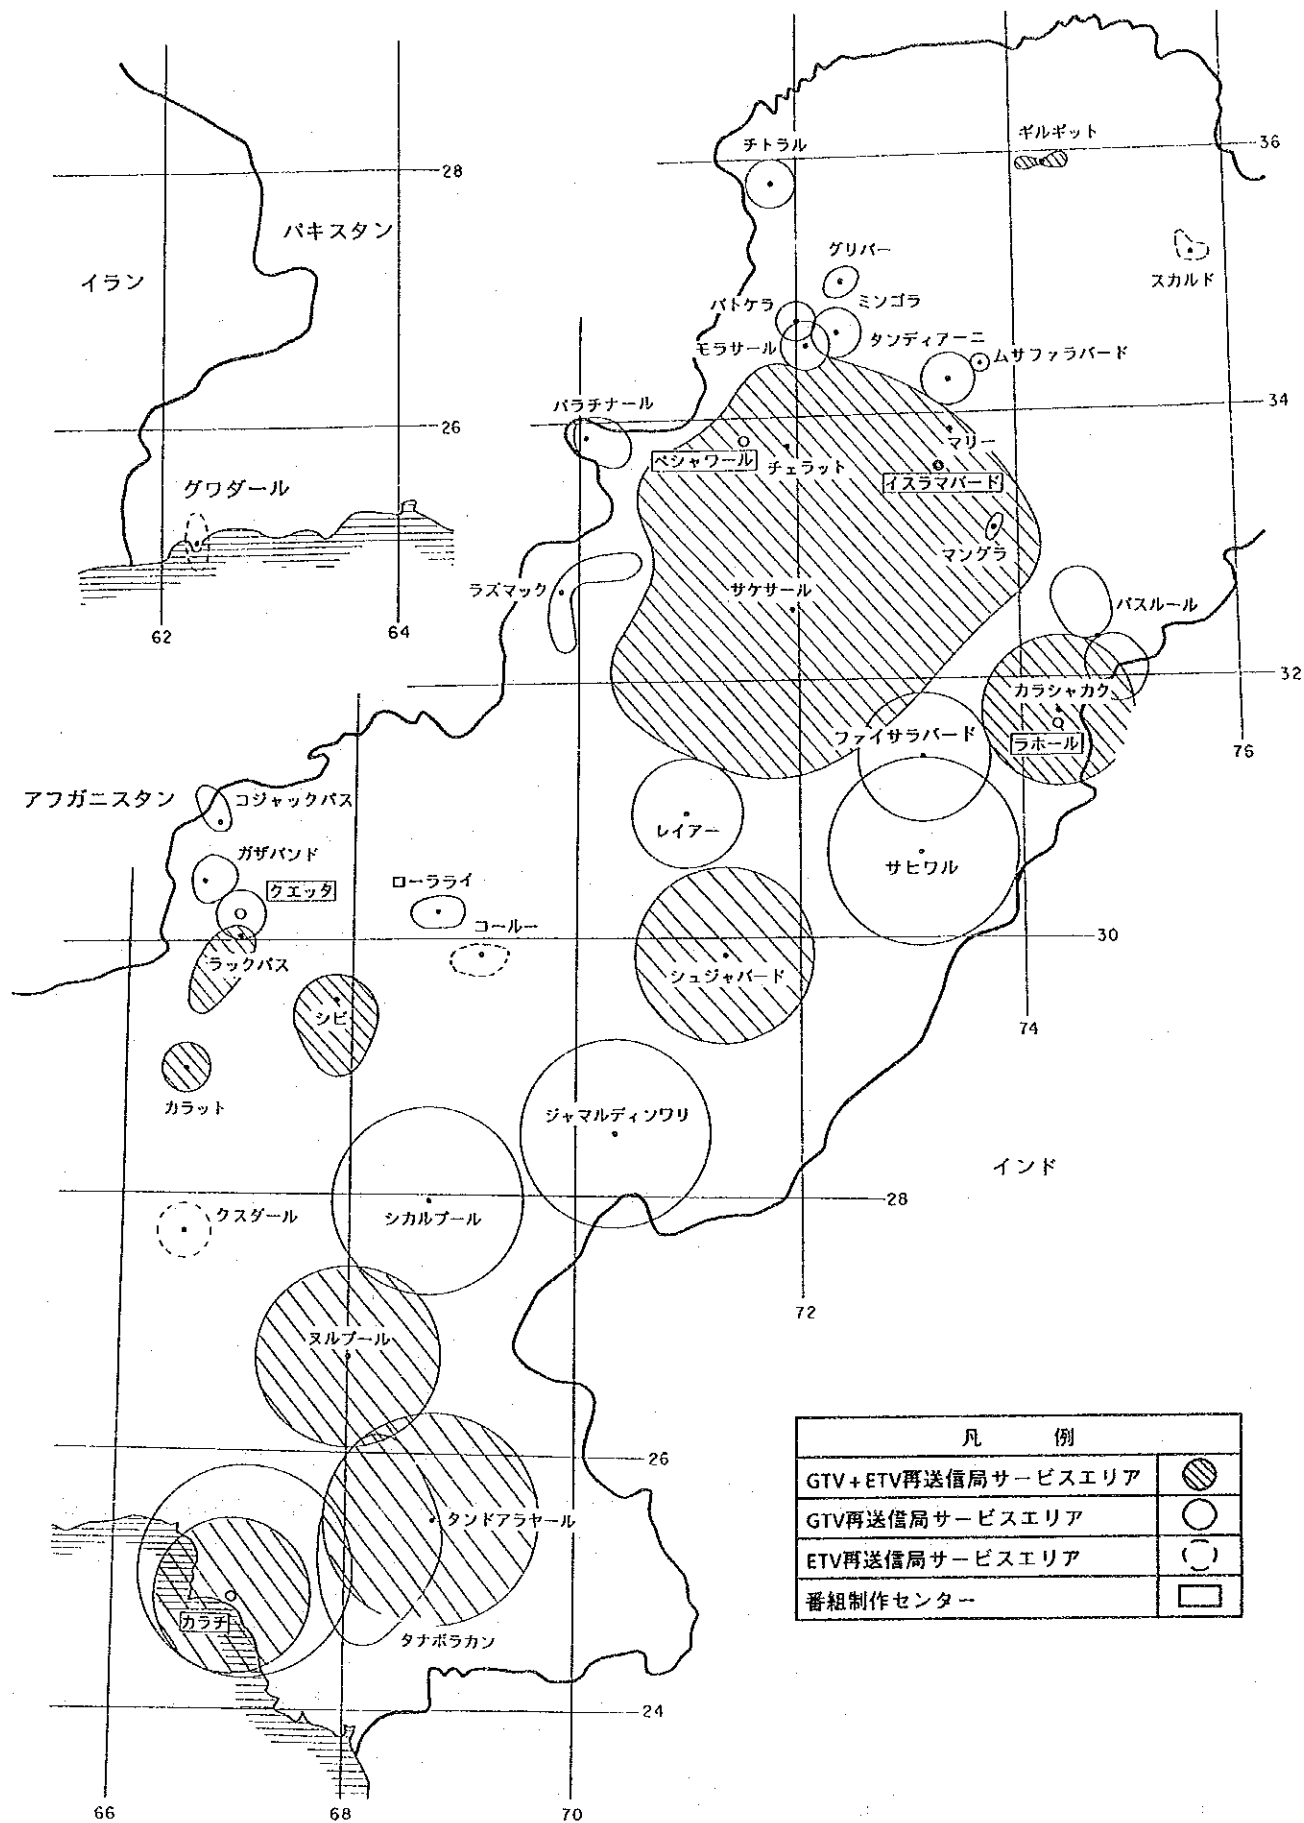 チトラル
ギルギット
36
28
パキスタン
イラン
グリバー
スカルド
バトケラ
ミンゴラ
モラサール
タンディアーニ
ムサファラバード
パラチナール
34
26
ペシャワール
チェラット
マリー
イスラマバード
グワダール
マングラ
ラズマック
サケサール
パスルール
62
64
32
カラシャカク
ファイサラバード
ラホール
76
アフガニスタン
コジャックパス
レイアー
ガザバンド
サヒワル
クエッタ
ローラライ
コールー
30
ラックパス
シュジャバード
シビ
74
カラット
ジャマルディンワリ
インド
28
クスダール
シカルプール
72
ヌルプール
26
凡 例
GTV+ETV再送信局サービスエリア
GTV再送信局サービスエリア
ETV再送信局サービスエリア
番組制作センター
タンドアラヤール
カラチ
タナボラカン
24
66
68
70